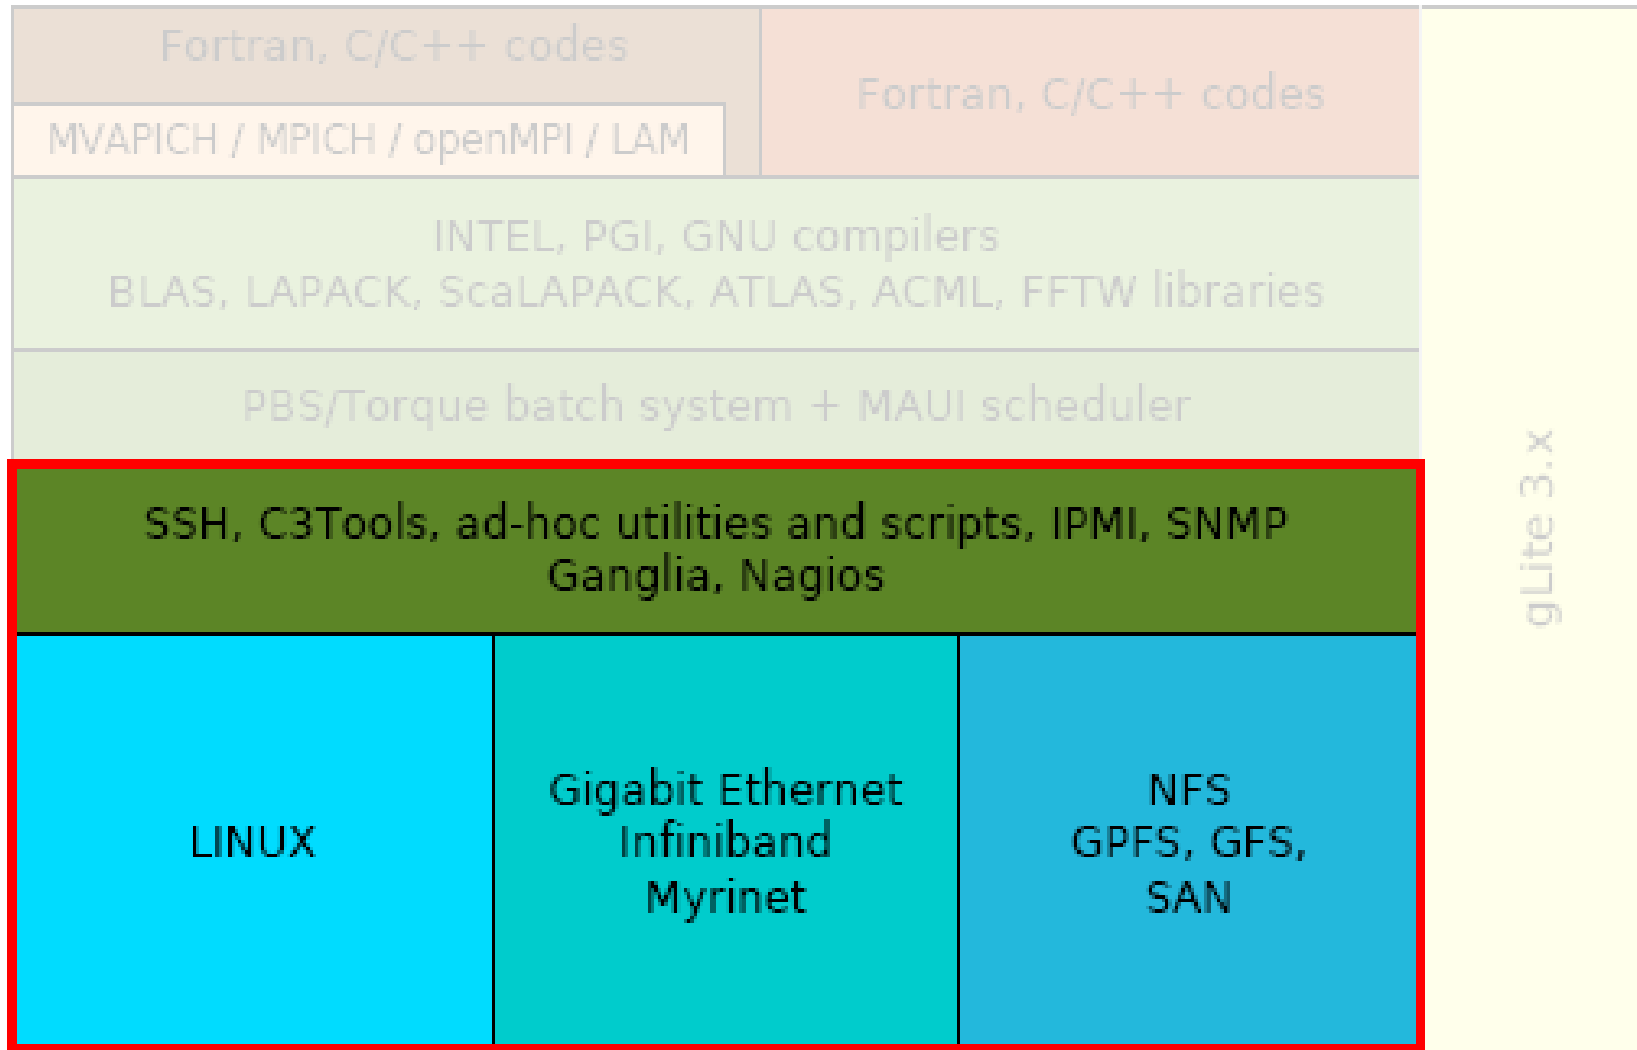 Fortran, C/C++ codes
Fortran, C/C++ codes
MVAPICH / MPICH / openMPI / LAM
INTEL, PGI, GNU compilers
BLAS, LAPACK, ScaLAPACK, ATLAS, ACML, FFTW libraries
PBS/Torque batch system + MAUI scheduler
SSH, C3Tools, ad-hoc utilities and scripts, IPMI, SNMP
Ganglia, Nagios
LINUX
Gigabit Ethernet
Infiniband
Myrinet
NFS
GPFS, GFS,
SAN
gLite 3.x